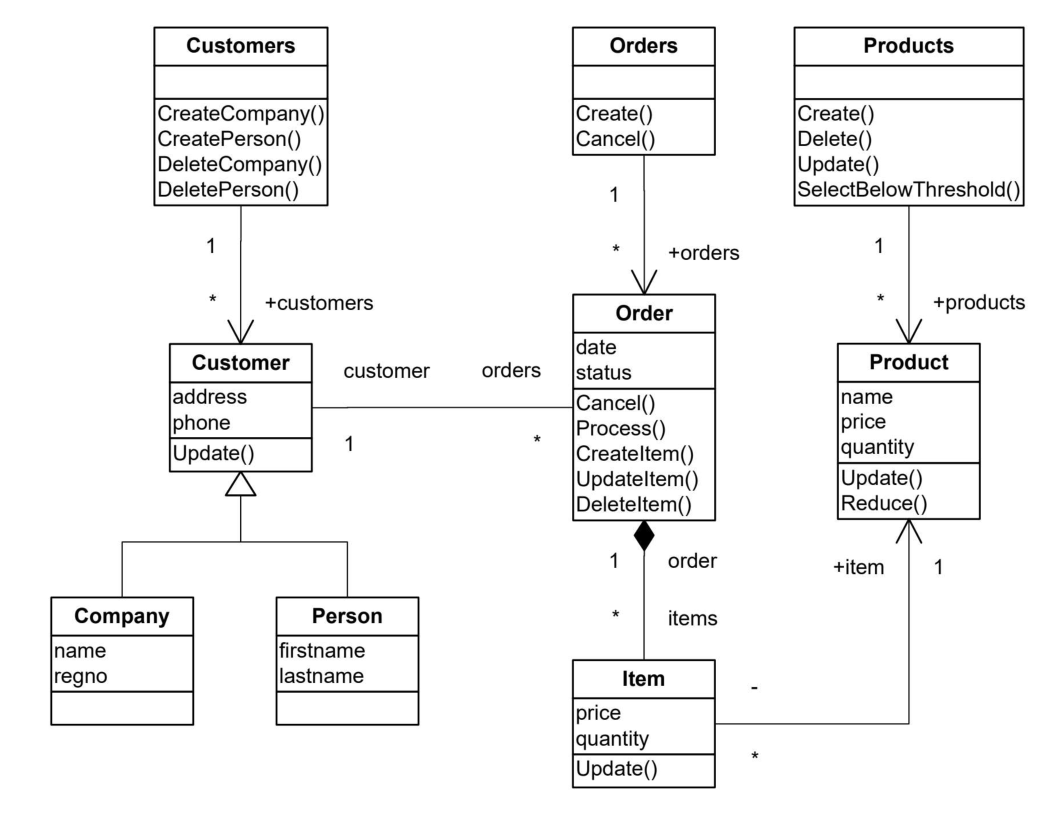 Customers
CreateCompany()
CreatePerson()
DeleteCompany()
DeletePerson()
Orders
Create()
Cancel()
Products
Create()
Delete()
Update()
SelectBelowThreshold()
1
* +customers
1
* +orders
1
* +products
Customer
address
phone
Update()
customer orders
1 *
Order
date
status
Cancel()
Process()
CreateItem()
UpdateItem()
DeleteItem()
Product
name
price
quantity
Update()
Reduce()
1 order
* items
+item 1
Company
name
regno
Person
firstname
lastname
Item
price
quantity
Update()
-
*